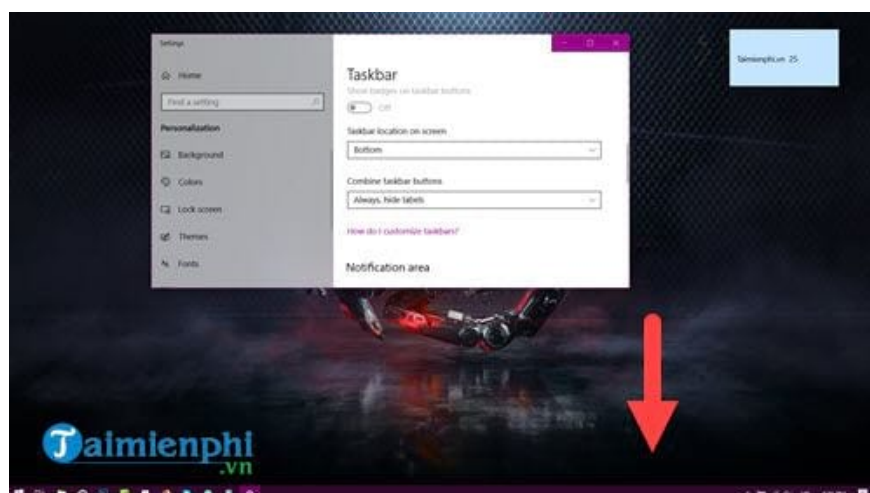 Settings
Home
Find a setting
Personalization
Background
Colors
Lock screen
Themes
Fonts
Taskbar
Show badges on taskbar buttons
Off
Taskbar location on screen
Bottom
Combine taskbar buttons
Always, hide labels
How do I customize taskbars?
Notification area
Taimienphi.vn 25
Taimienphi
.vn